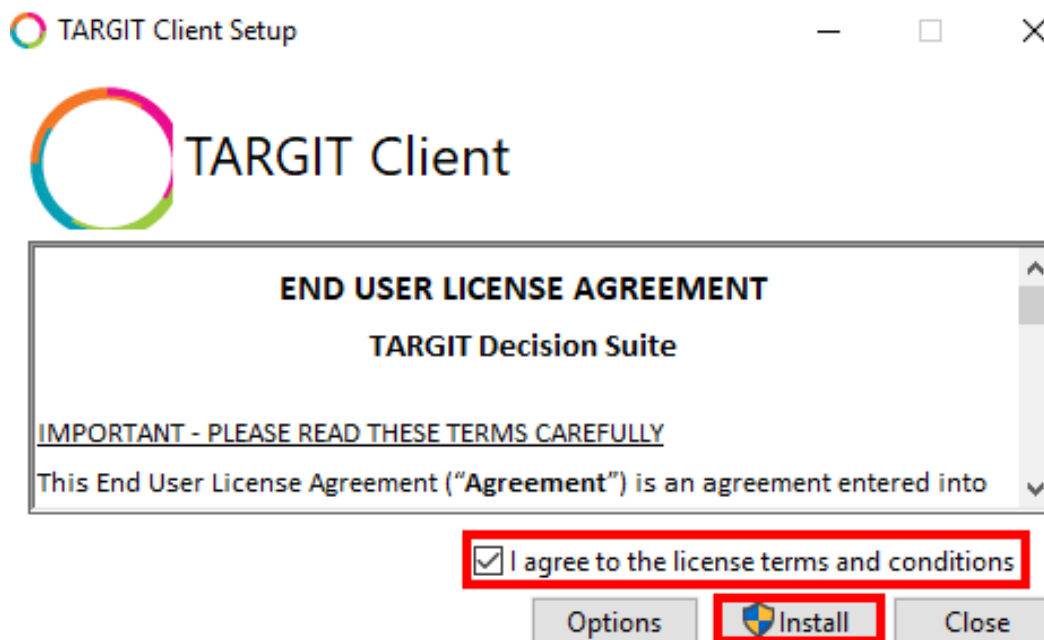 TARGIT Client Setup
TARGIT Client
END USER LICENSE AGREEMENT
TARGIT Decision Suite
IMPORTANT - PLEASE READ THESE TERMS CAREFULLY
This End User License Agreement (“Agreement”) is an agreement entered into
I agree to the license terms and conditions
Options Install Close